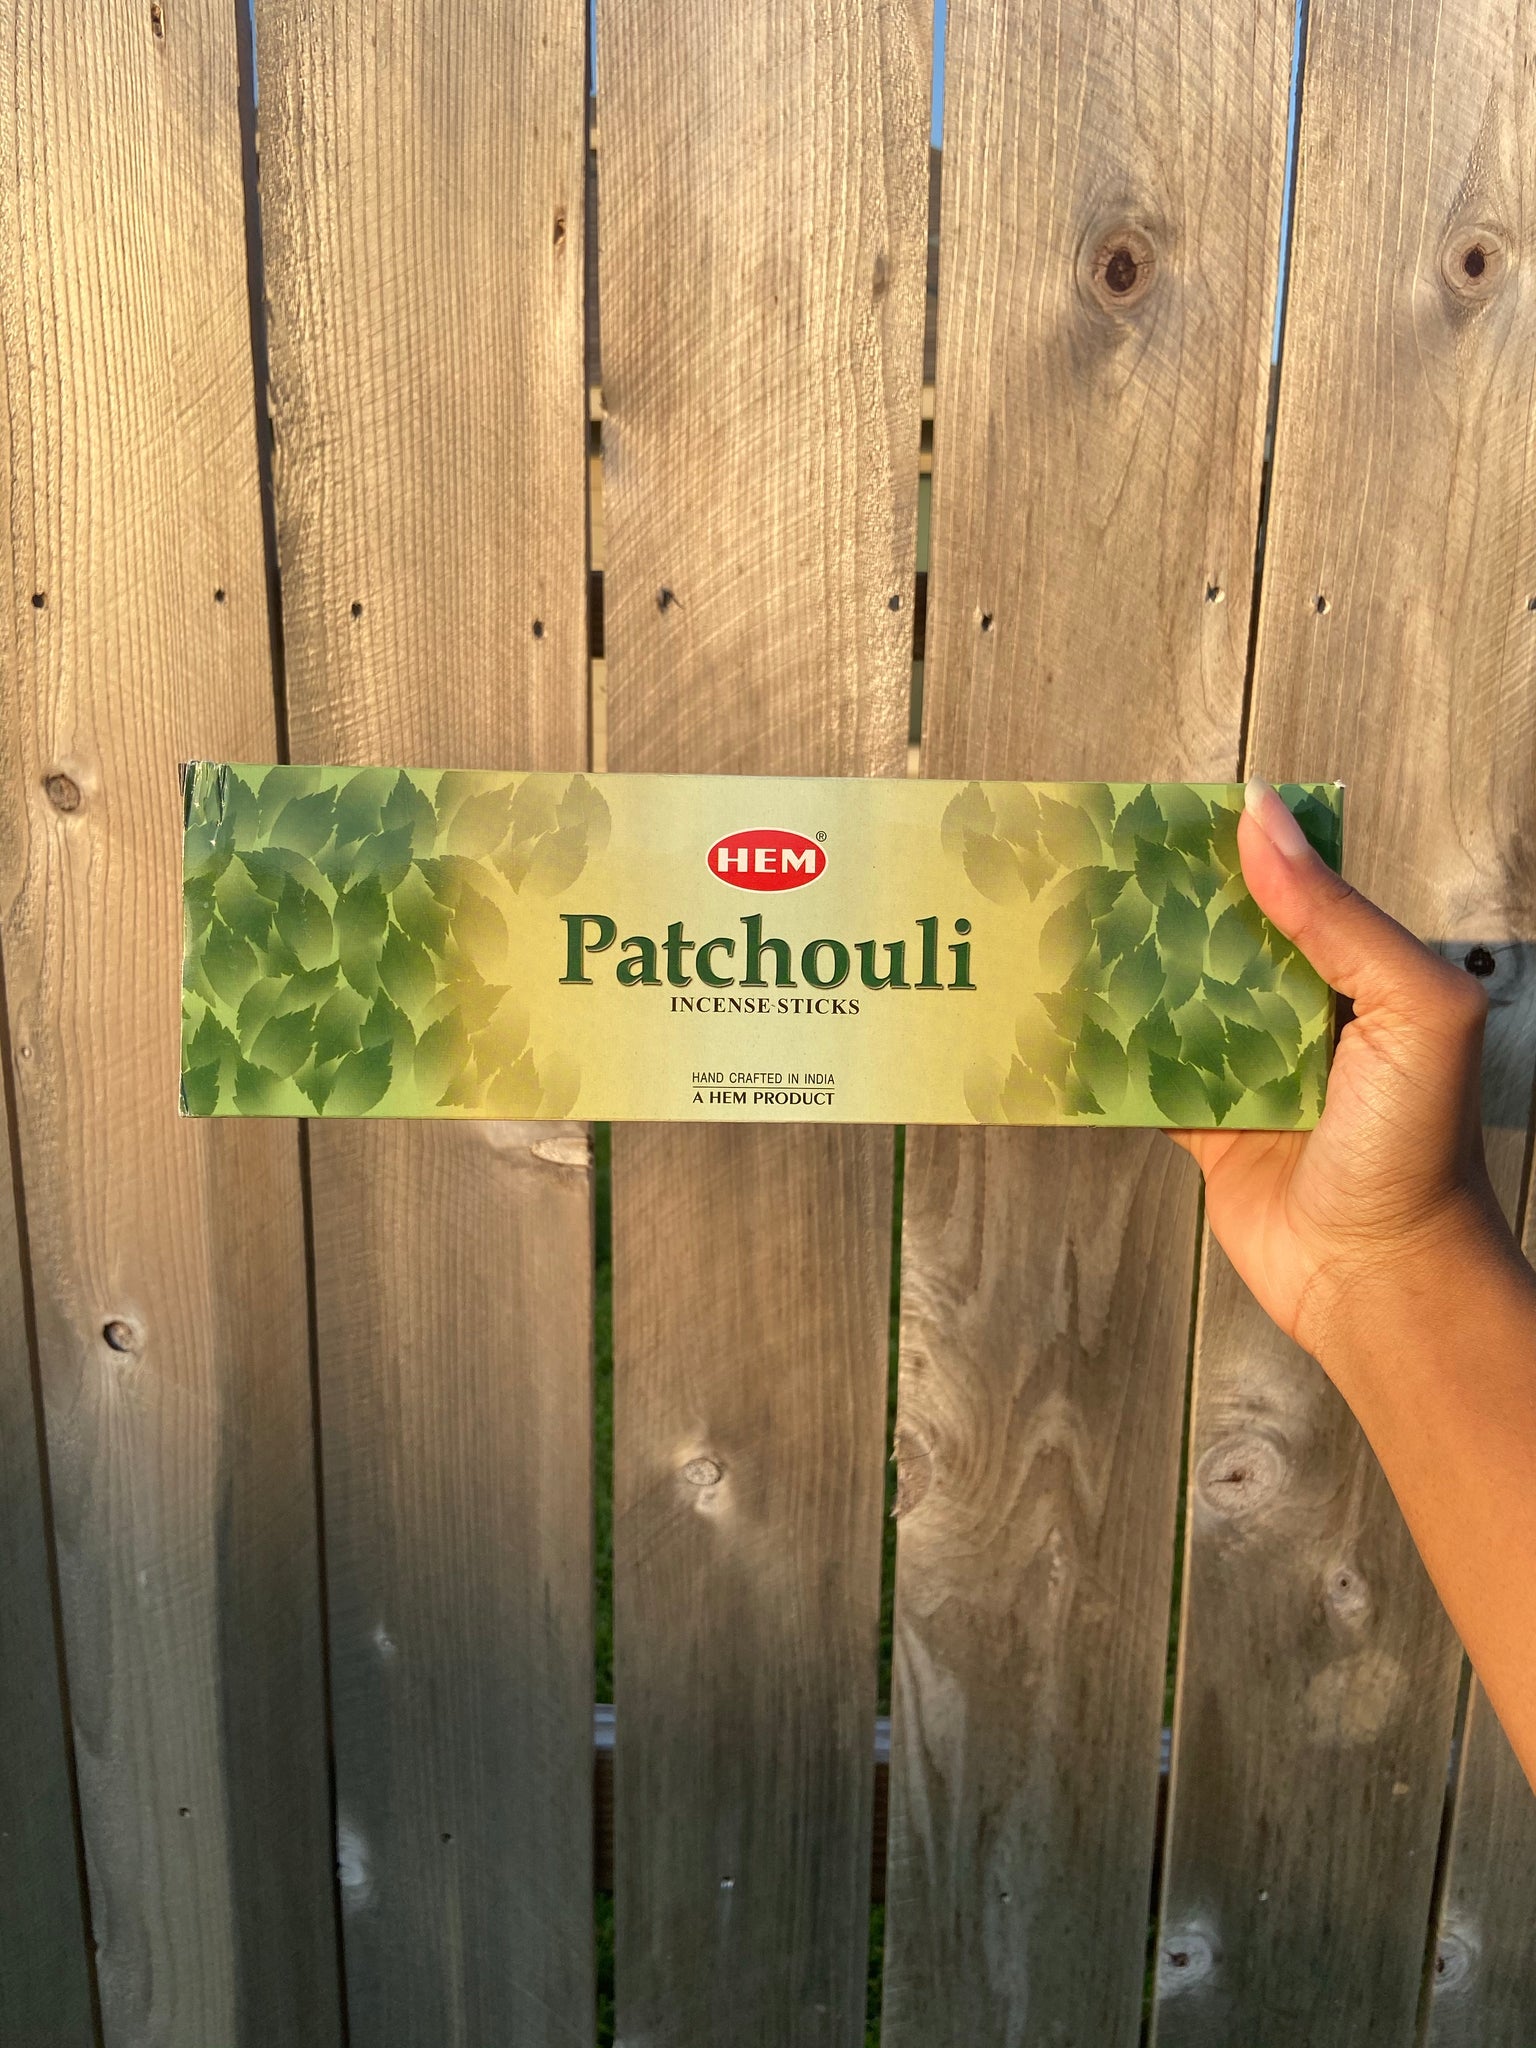 HEM®
Patchouli
INCENSE STICKS
HAND CRAFTED IN INDIA
A HEM PRODUCT